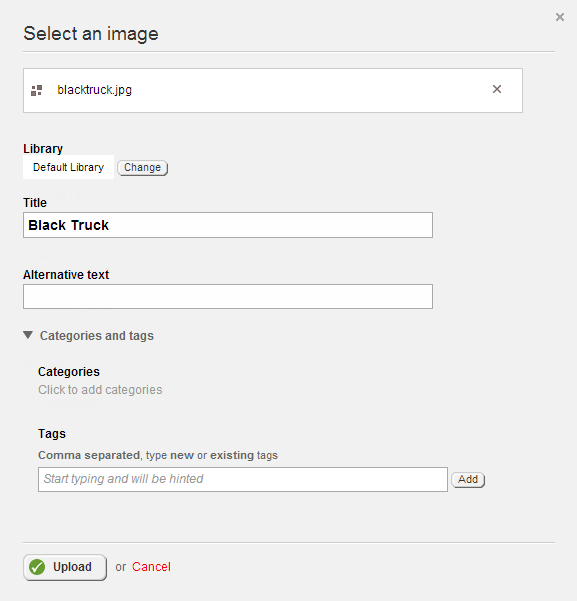 Select an image
blacktruck.jpg
Library
Default Library Change
Title
Black Truck
Alternative text
Categories and tags
Categories
Click to add categories
Tags
Comma separated, type new or existing tags
Start typing and will be hinted Add
Upload or Cancel